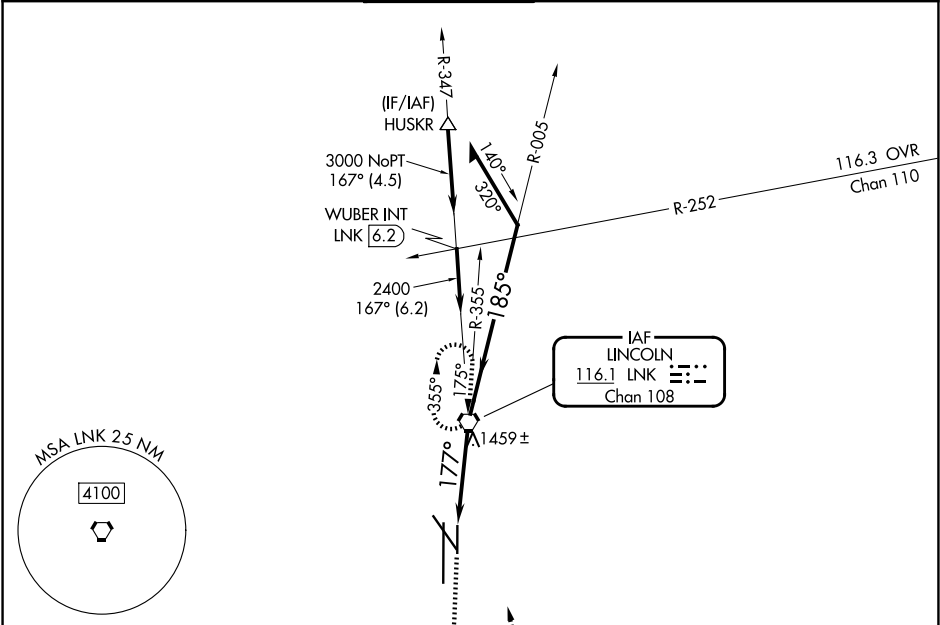 R-347
(IF/IAF)
HUSKR
3000 NoPT
167° (4.5)
140°
320°
R-005
116.3 OVR
Chan 110
R-252
WUBER INT
LNK 6.2
2400
167° (6.2)
R-355
185°
IAF
LINCOLN
116.1 LNK
Chan 108
355°
175°
1459 ±
177°
MSA LNK 25 NM
4100